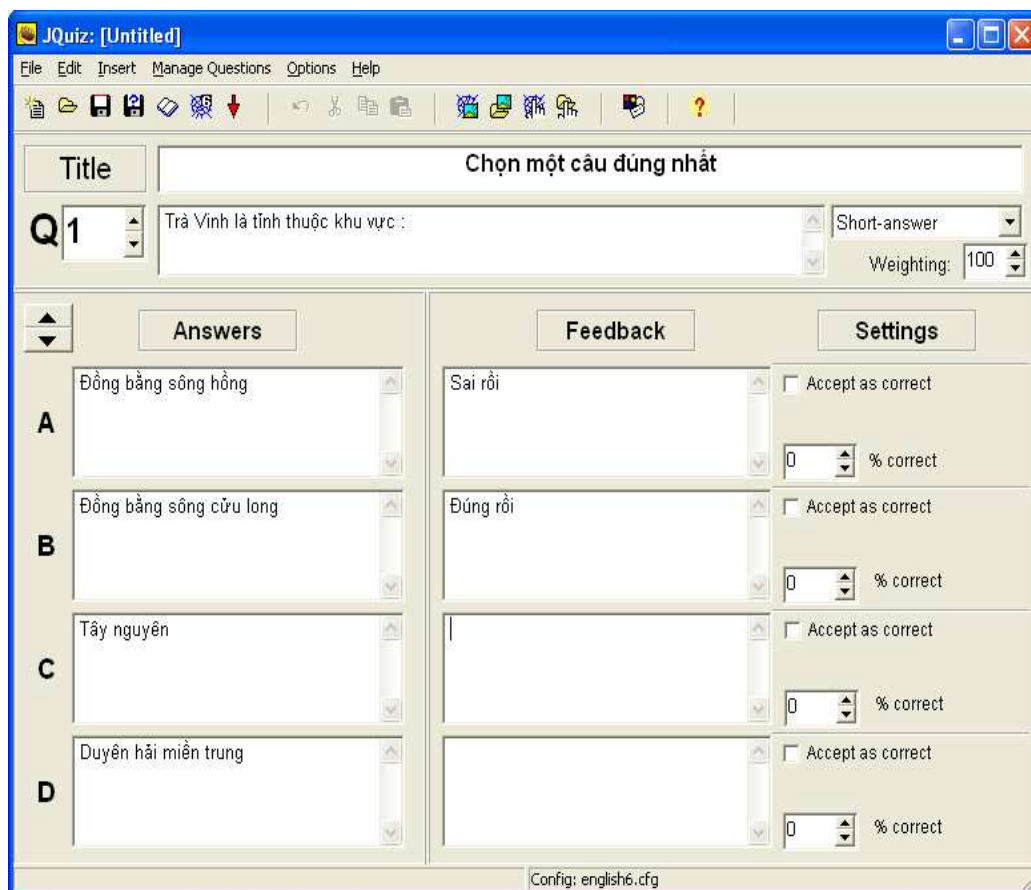 JQuiz: [Untitled]
File Edit Insert Manage Questions Options Help
Title
Chọn một câu đúng nhất
Q 1
Trà Vinh là tỉnh thuộc khu vực :
Short-answer
Weighting: 100
Answers
Feedback
Settings
A
Đồng bằng sông hồng
Sai rồi
Accept as correct
0 % correct
B
Đồng bằng sông cửu long
Đúng rồi
Accept as correct
0 % correct
C
Tây nguyên
Accept as correct
0 % correct
D
Duyên hải miền trung
Accept as correct
0 % correct
Config: english6.cfg